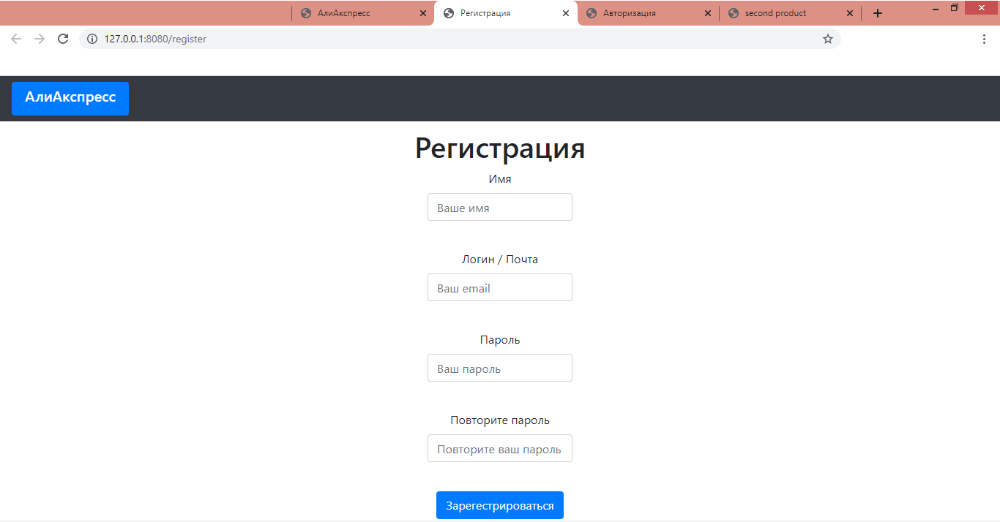 АлиАкспресс
Регистрация
Авторизация
second product
127.0.0.1:8080/register
АлиАкспресс
Регистрация
Имя
Ваше имя
Логин / Почта
Ваш email
Пароль
Ваш пароль
Повторите пароль
Повторите ваш пароль
Зарегестрироваться